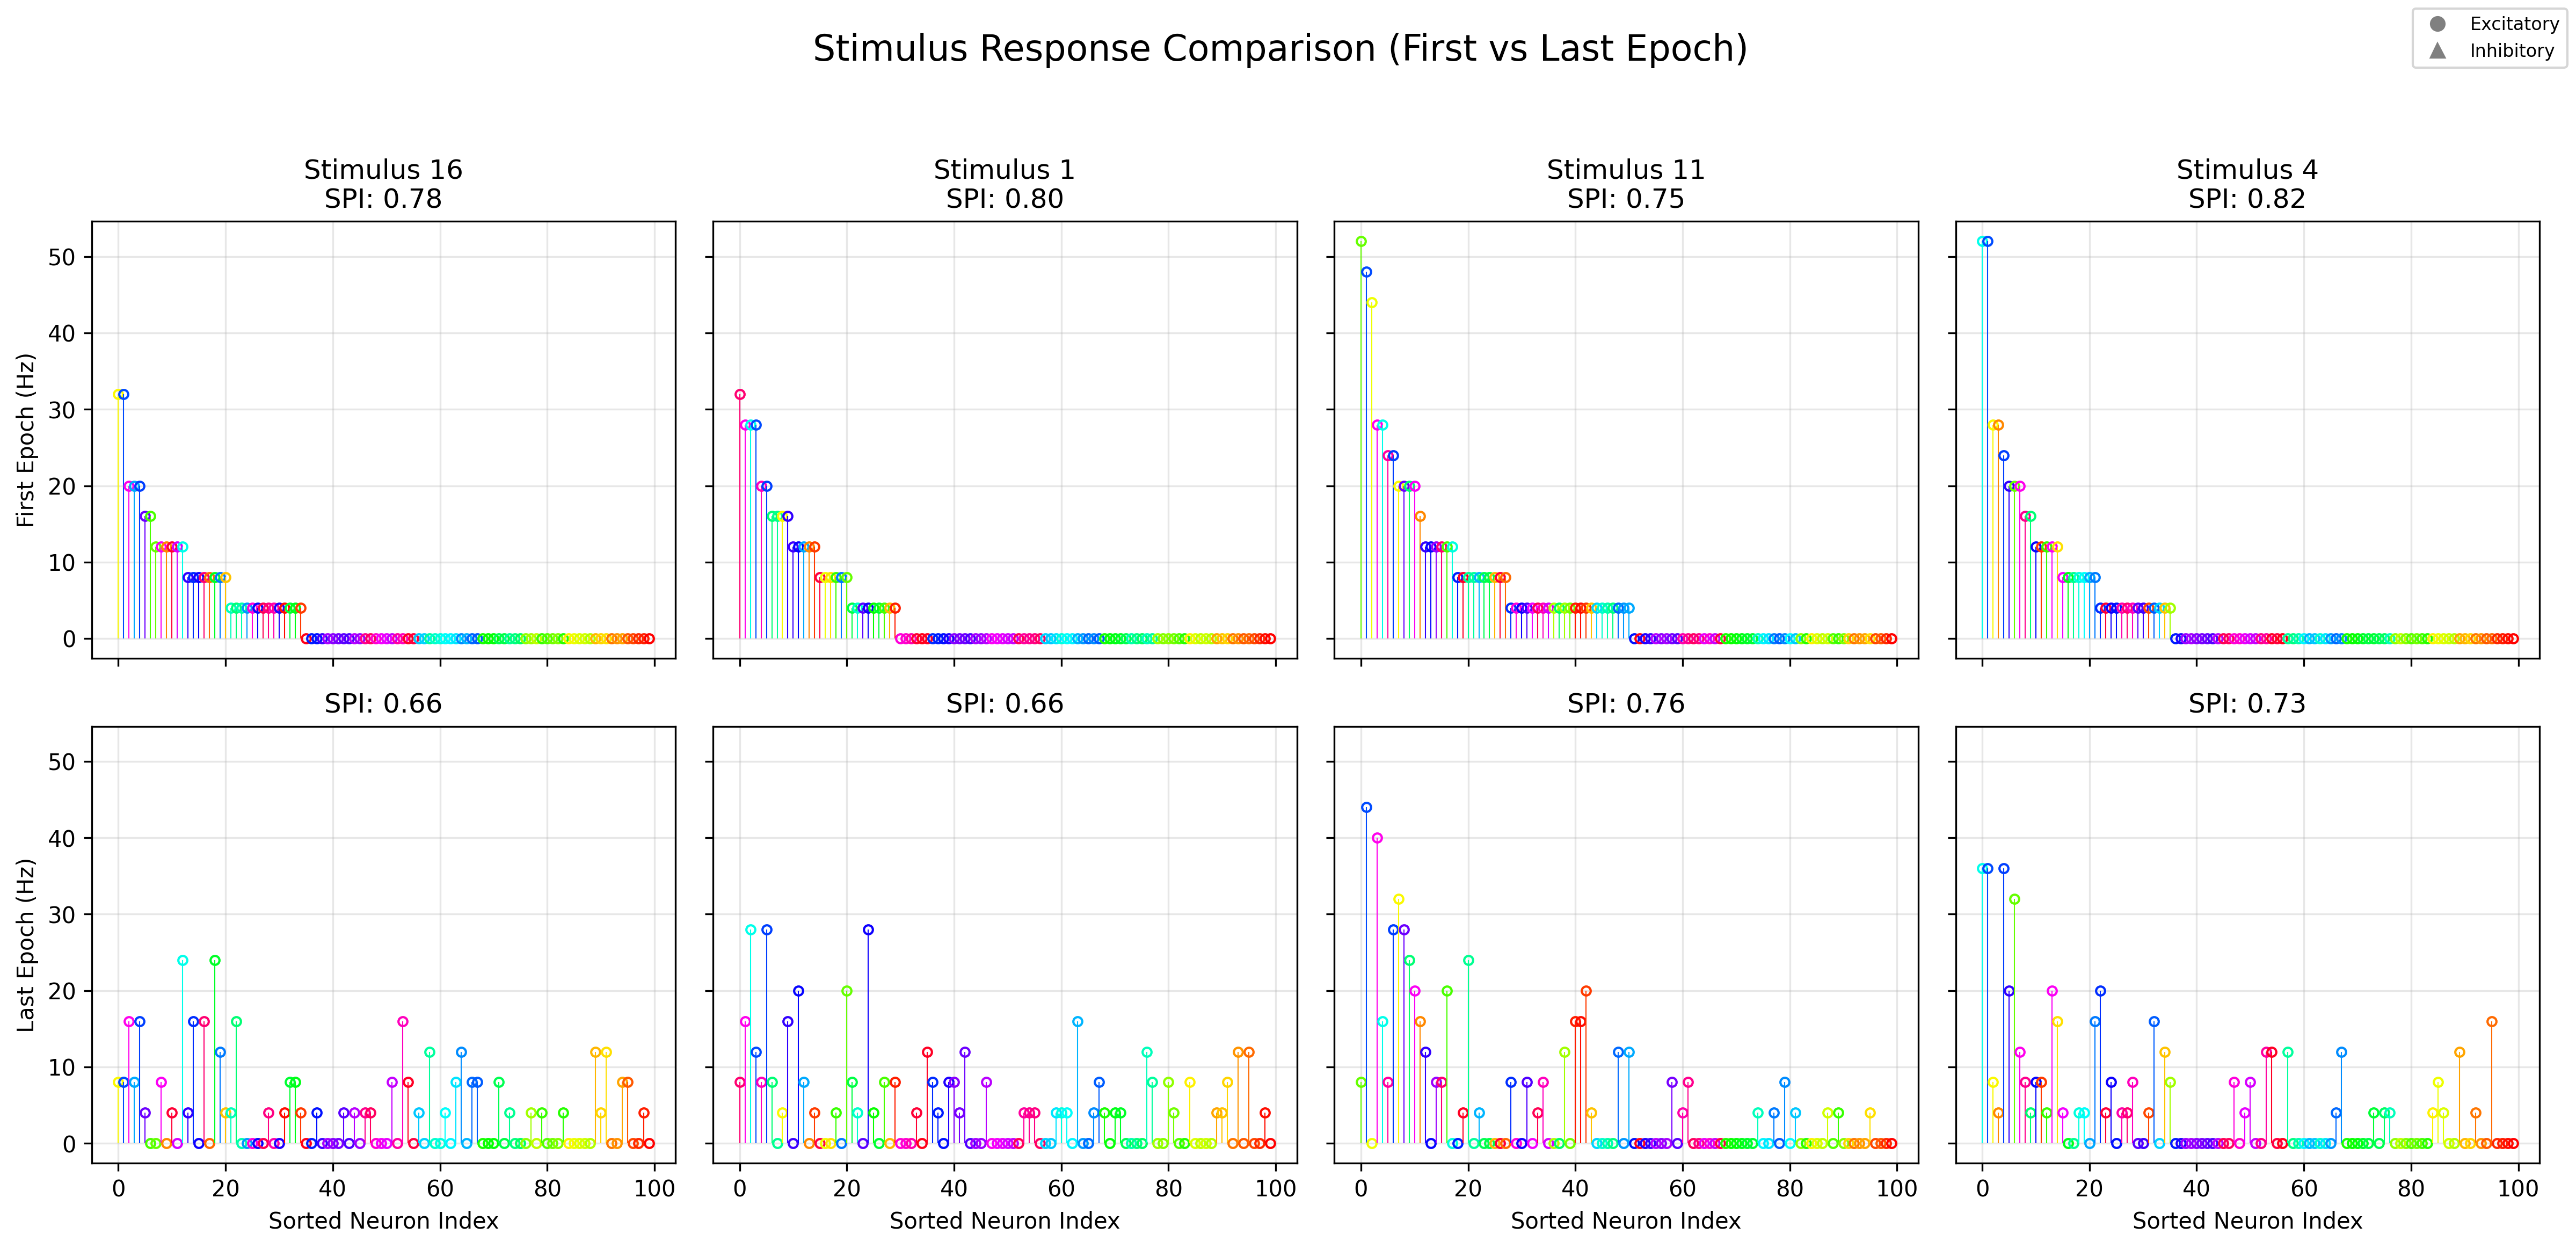 Stimulus Response Comparison (First vs Last Epoch)
Excitatory
Inhibitory
Stimulus 16
SPI: 0.78
Stimulus 1
SPI: 0.80
Stimulus 11
SPI: 0.75
Stimulus 4
SPI: 0.82
First Epoch (Hz)
50
40
30
20
10
0
SPI: 0.66
SPI: 0.66
SPI: 0.76
SPI: 0.73
Last Epoch (Hz)
50
40
30
20
10
0
0 20 40 60 80 100
0 20 40 60 80 100
0 20 40 60 80 100
0 20 40 60 80 100
Sorted Neuron Index
Sorted Neuron Index
Sorted Neuron Index
Sorted Neuron Index